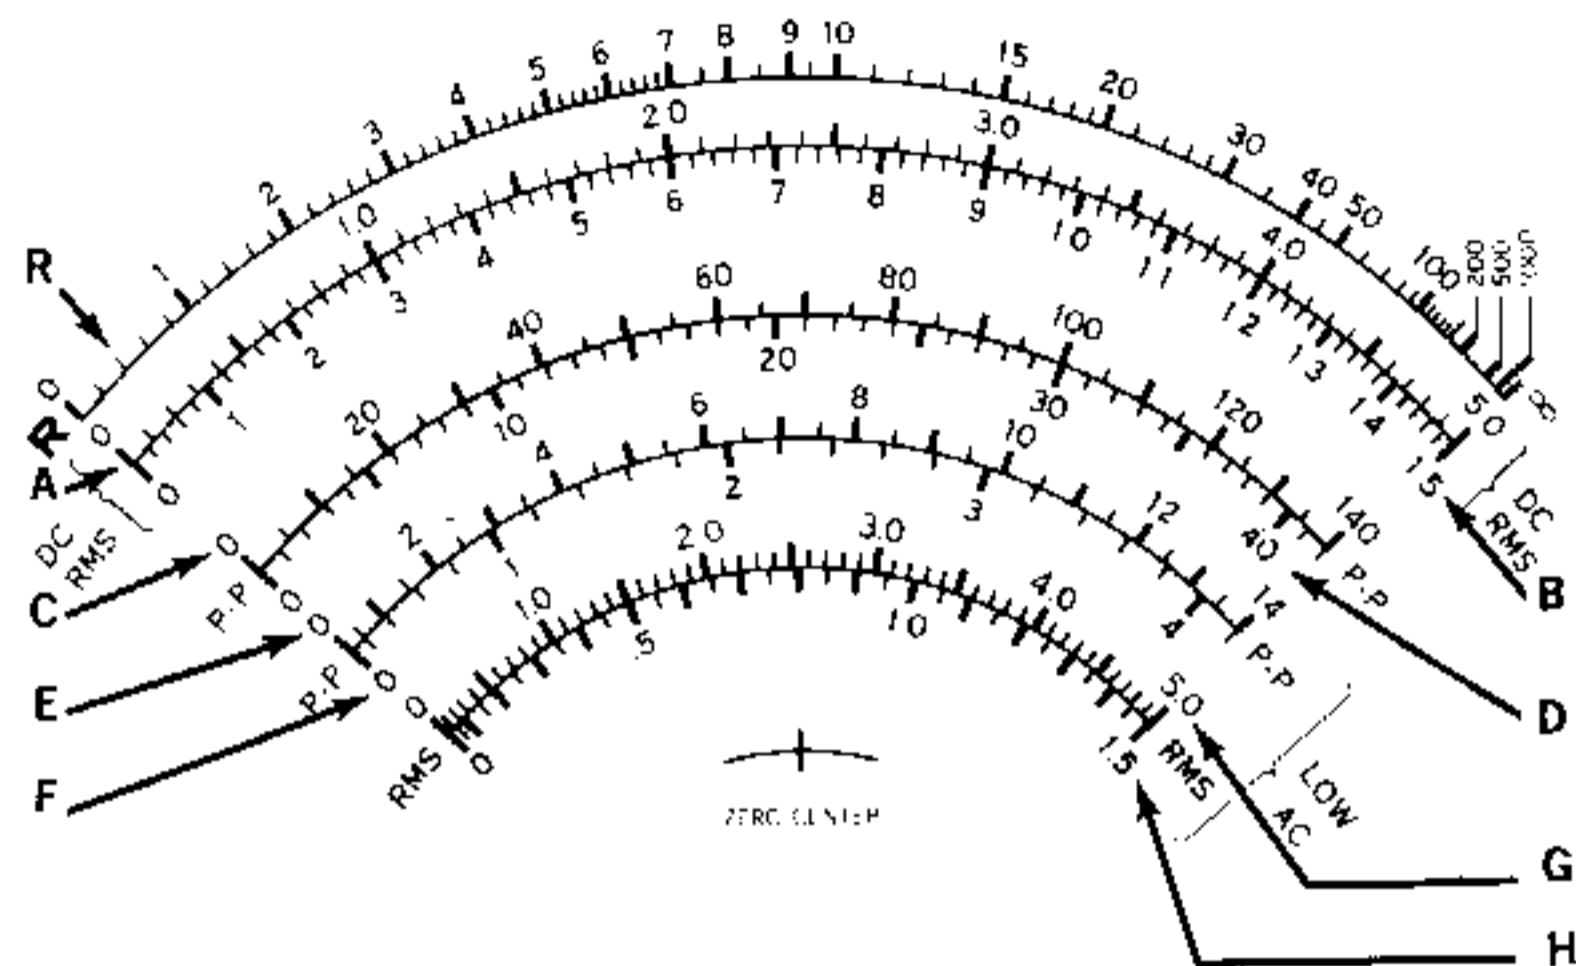 0 1 2 3 4 5 6 7 8 9 10 15 20 30 40 50 100 200 500 ∞
R
R
0 1.0 2.0 3.0 4.0 5.0
A
0 1 2 3 4 5 6 7 8 9 10 11 12 13 14 15
DC
RMS
DC
RMS
B
0 20 40 60 80 100 120 140
C
P-P
P-P
0 10 20 30 40
D
0 2 4 6 8 10 12 14
E
P-P
P-P
0 1 2 3 4
F
0 1.0 2.0 3.0 4.0 5.0
RMS
RMS
LOW
AC
G
0 .5 1.0 1.5
H
ZERO CENTER